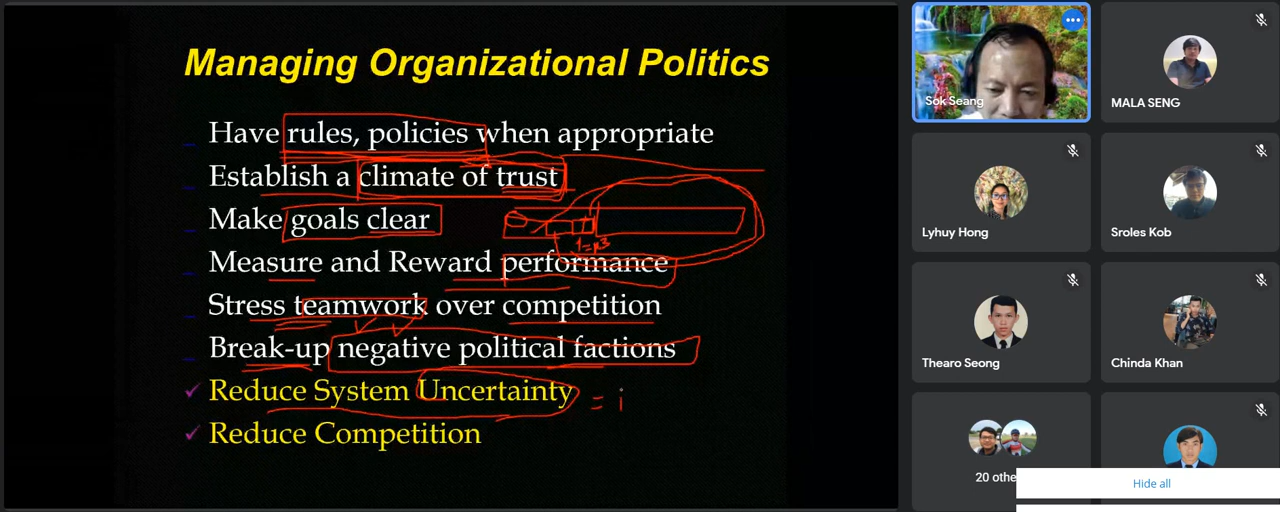 Managing Organizational Politics
Have rules, policies when appropriate
Establish a climate of trust
Make goals clear
Measure and Reward performance
Stress teamwork over competition
Break-up negative political factions
Reduce System Uncertainty = i
Reduce Competition
Sok Seang
MALA SENG
Lyhuy Hong
Sroles Kob
Thearo Seong
Chinda Khan
20 othe
Hide all